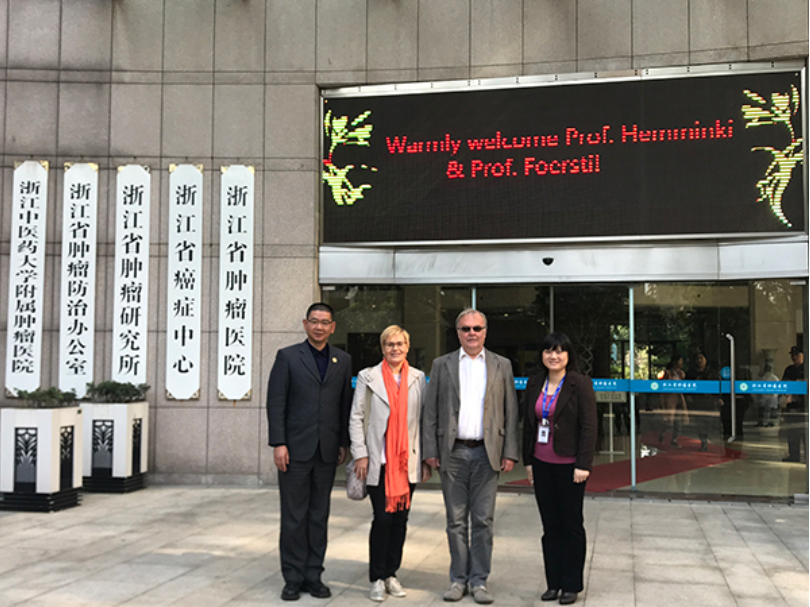 Warmly welcome Prof. Hemminki
& Prof. Foerstil
浙江中医药大学附属肿瘤医院
浙江省肿瘤防治办公室
浙江省肿瘤研究所
浙江省癌症中心
浙江省肿瘤医院